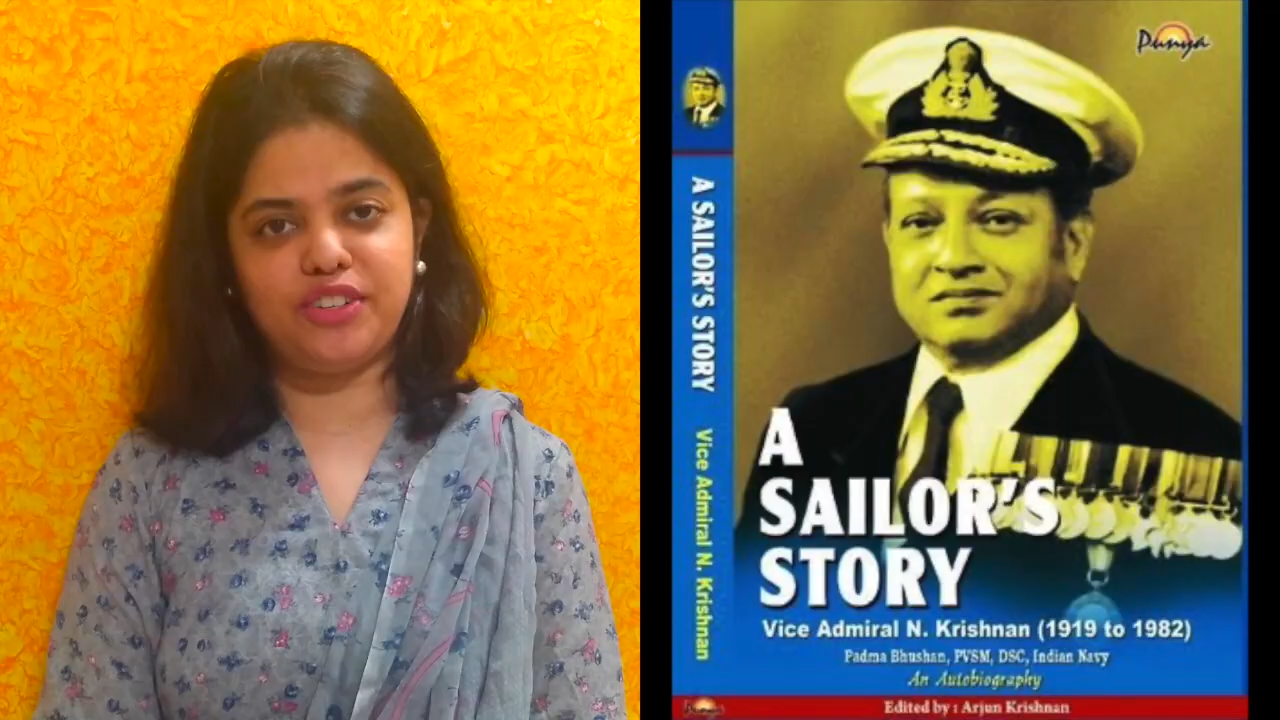 A SAILOR'S STORY Vice Admiral N. Krishnan
Punya
Punya
A
SAILOR'S
STORY
Vice Admiral N. Krishnan (1919 to 1982)
Padma Bhushan, PVSM, DSC, Indian Navy
An Autobiography
Edited by : Arjun Krishnan